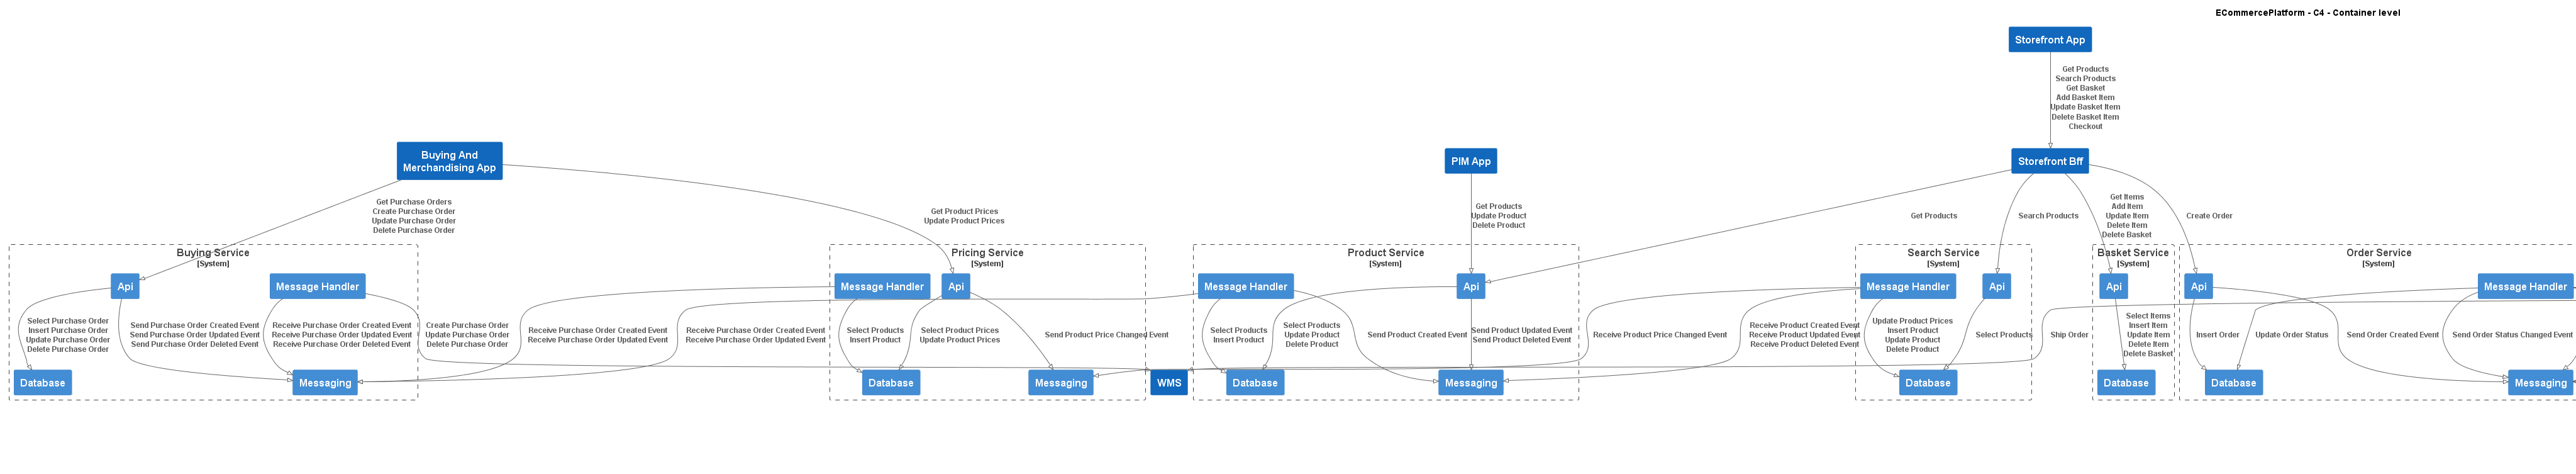 ECommercePlatform - C4 - Container level
Storefront App
Get Products
Search Products
Get Basket
Add Basket Item
Update Basket Item
Delete Basket Item
Checkout
Buying And
Merchandising App
PIM App
Storefront Bff
Get Purchase Orders
Create Purchase Order
Update Purchase Order
Delete Purchase Order
Get Product Prices
Update Product Prices
Get Products
Update Product
Delete Product
Get Products
Search Products
Get Items
Add Item
Update Item
Delete Item
Delete Basket
Create Order
Buying Service
[System]
Api
Message Handler
Select Purchase Order
Insert Purchase Order
Update Purchase Order
Delete Purchase Order
Send Purchase Order Created Event
Send Purchase Order Updated Event
Send Purchase Order Deleted Event
Receive Purchase Order Created Event
Receive Purchase Order Updated Event
Receive Purchase Order Deleted Event
Create Purchase Order
Update Purchase Order
Delete Purchase Order
Database
Messaging
Receive Purchase Order Created Event
Receive Purchase Order Updated Event
Receive Purchase Order Created Event
Receive Purchase Order Updated Event
Pricing Service
[System]
Message Handler
Api
Select Products
Insert Product
Select Product Prices
Update Product Prices
Send Product Price Changed Event
Database
Messaging
WMS
Product Service
[System]
Message Handler
Api
Select Products
Insert Product
Select Products
Update Product
Delete Product
Send Product Created Event
Send Product Updated Event
Send Product Deleted Event
Database
Messaging
Receive Product Price Changed Event
Receive Product Created Event
Receive Product Updated Event
Receive Product Deleted Event
Search Service
[System]
Message Handler
Api
Update Product Prices
Insert Product
Update Product
Delete Product
Select Products
Database
Ship Order
Basket Service
[System]
Api
Select Items
Insert Item
Update Item
Delete Item
Delete Basket
Database
Order Service
[System]
Api
Message Handler
Insert Order
Update Order Status
Send Order Created Event
Send Order Status Changed Event
Database
Messaging